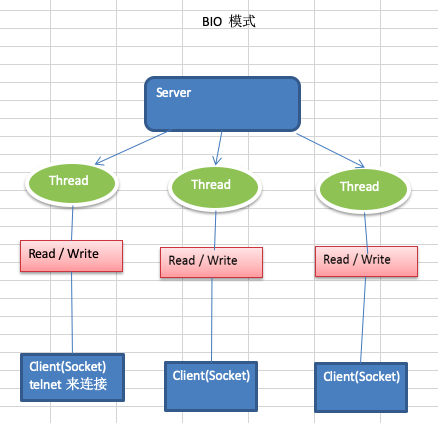 BIO 模式
Server
Thread
Thread
Thread
Read / Write
Read / Write
Read / Write
Client(Socket)
telnet 来连接
Client(Socket)
Client(Socket)